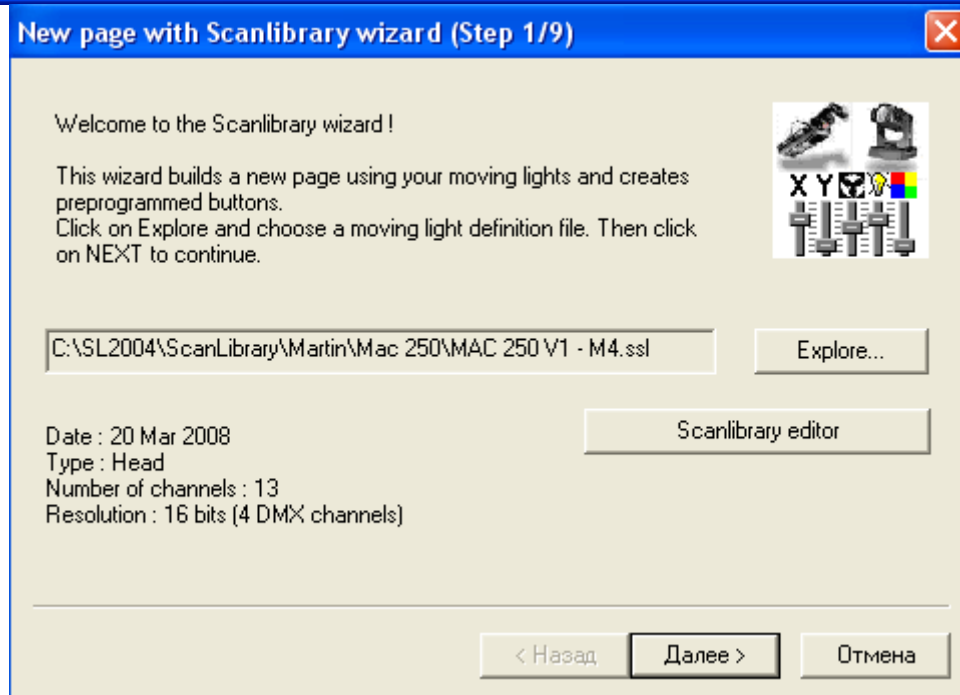 New page with Scanlibrary wizard (Step 1/9)
Welcome to the Scanlibrary wizard !
This wizard builds a new page using your moving lights and creates
preprogrammed buttons.
Click on Explore and choose a moving light definition file. Then click
on NEXT to continue.
X Y
C:\SL2004\ScanLibrary\Martin\Mac 250\MAC 250 V1 - M4.ssl
Explore...
Scanlibrary editor
Date : 20 Mar 2008
Type : Head
Number of channels : 13
Resolution : 16 bits (4 DMX channels)
< Назад
Далее >
Отмена